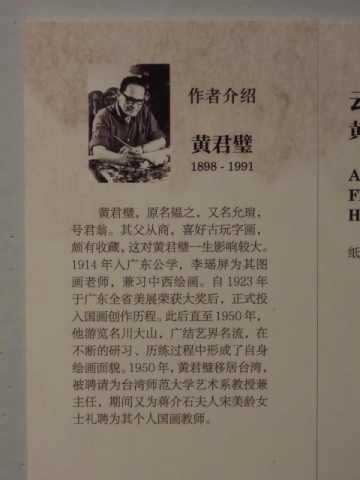 作者介绍
黄君璧
1898 - 1991
黄君璧，原名韫之，又名允瑄，
号君翁。其父从商，喜好古玩字画，
颇有收藏，这对黄君璧一生影响较大。
1914 年入广东公学，李瑶屏为其图
画老师，兼习中西绘画。自 1923 年
于广东全省美展荣获大奖后，正式投
入国画创作历程。此后直至 1950 年，
他游览名川大山，广结艺界名流，在
不断的研习、历练过程中形成了自身
绘画面貌。1950 年，黄君璧移居台湾，
被聘请为台湾师范大学艺术系教授兼
主任，期间又为蒋介石夫人宋美龄女
士礼聘为其个人国画教师。
云
黄
A
F
H
纸